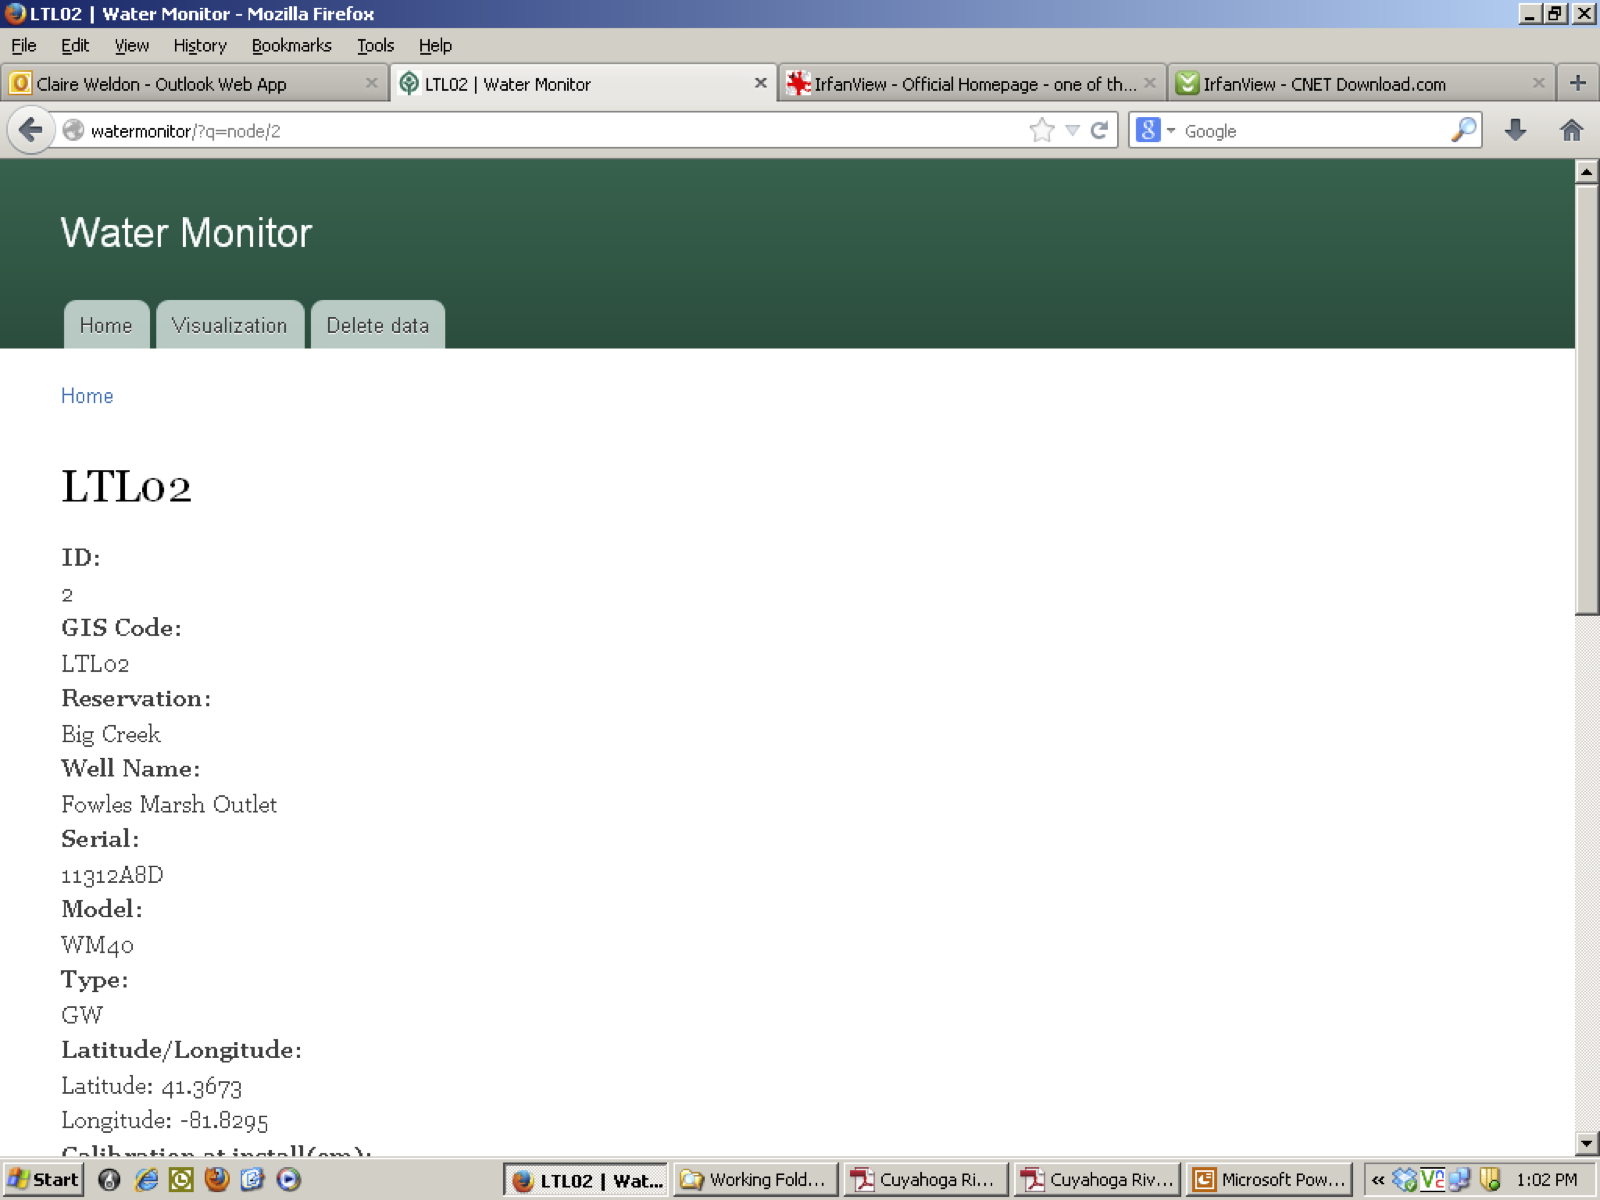 LTL02 | Water Monitor - Mozilla Firefox
File Edit View History Bookmarks Tools Help
Claire Weldon - Outlook Web App LTL02 | Water Monitor IrfanView - Official Homepage - one of th... IrfanView - CNET Download.com
watermonitor/?q=node/2 Google
Water Monitor
Home Visualization Delete data
Home
LTL02
ID:
2
GIS Code:
LTL02
Reservation:
Big Creek
Well Name:
Fowles Marsh Outlet
Serial:
11312A8D
Model:
WM40
Type:
GW
Latitude/Longitude:
Latitude: 41.3673
Longitude: -81.8295
Calibration at install(cm):
Start LTL02 | Wat... Working Fold... Cuyahoga Ri... Cuyahoga Riv... Microsoft Pow... « 1:02 PM